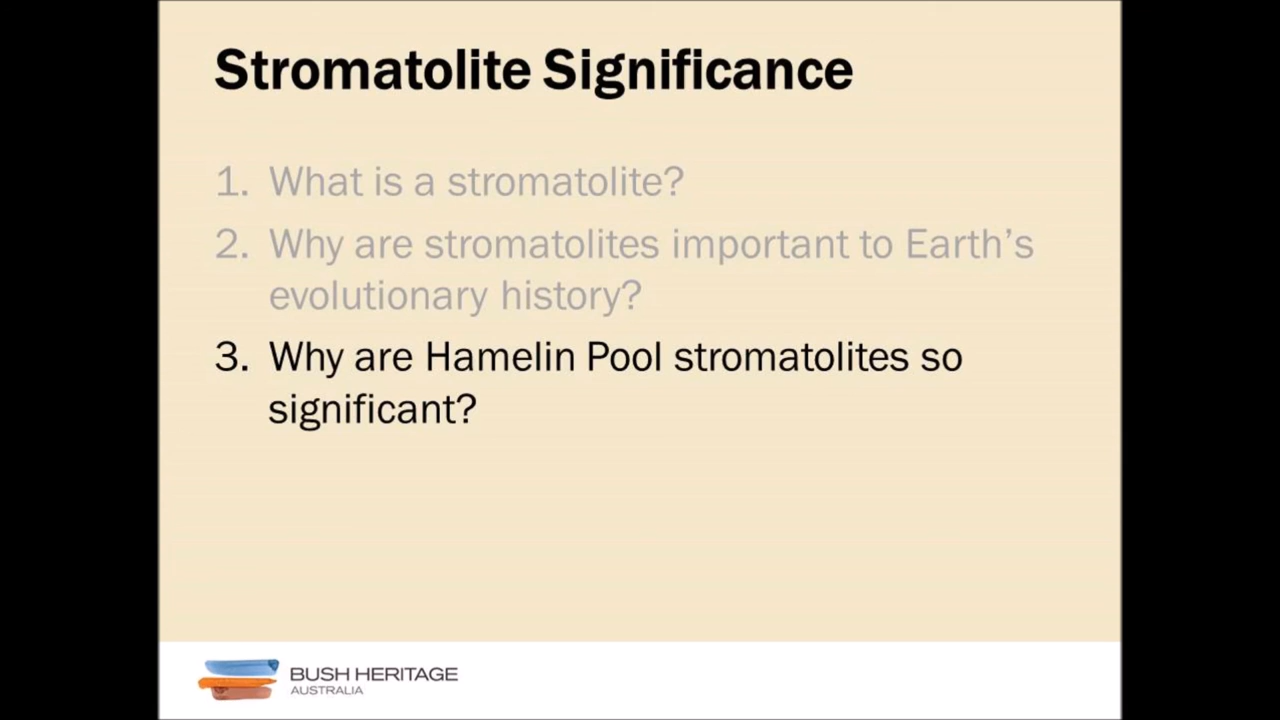 Stromatolite Significance
1. What is a stromatolite?
2. Why are stromatolites important to Earth’s
evolutionary history?
3. Why are Hamelin Pool stromatolites so
significant?
BUSH HERITAGE
AUSTRALIA